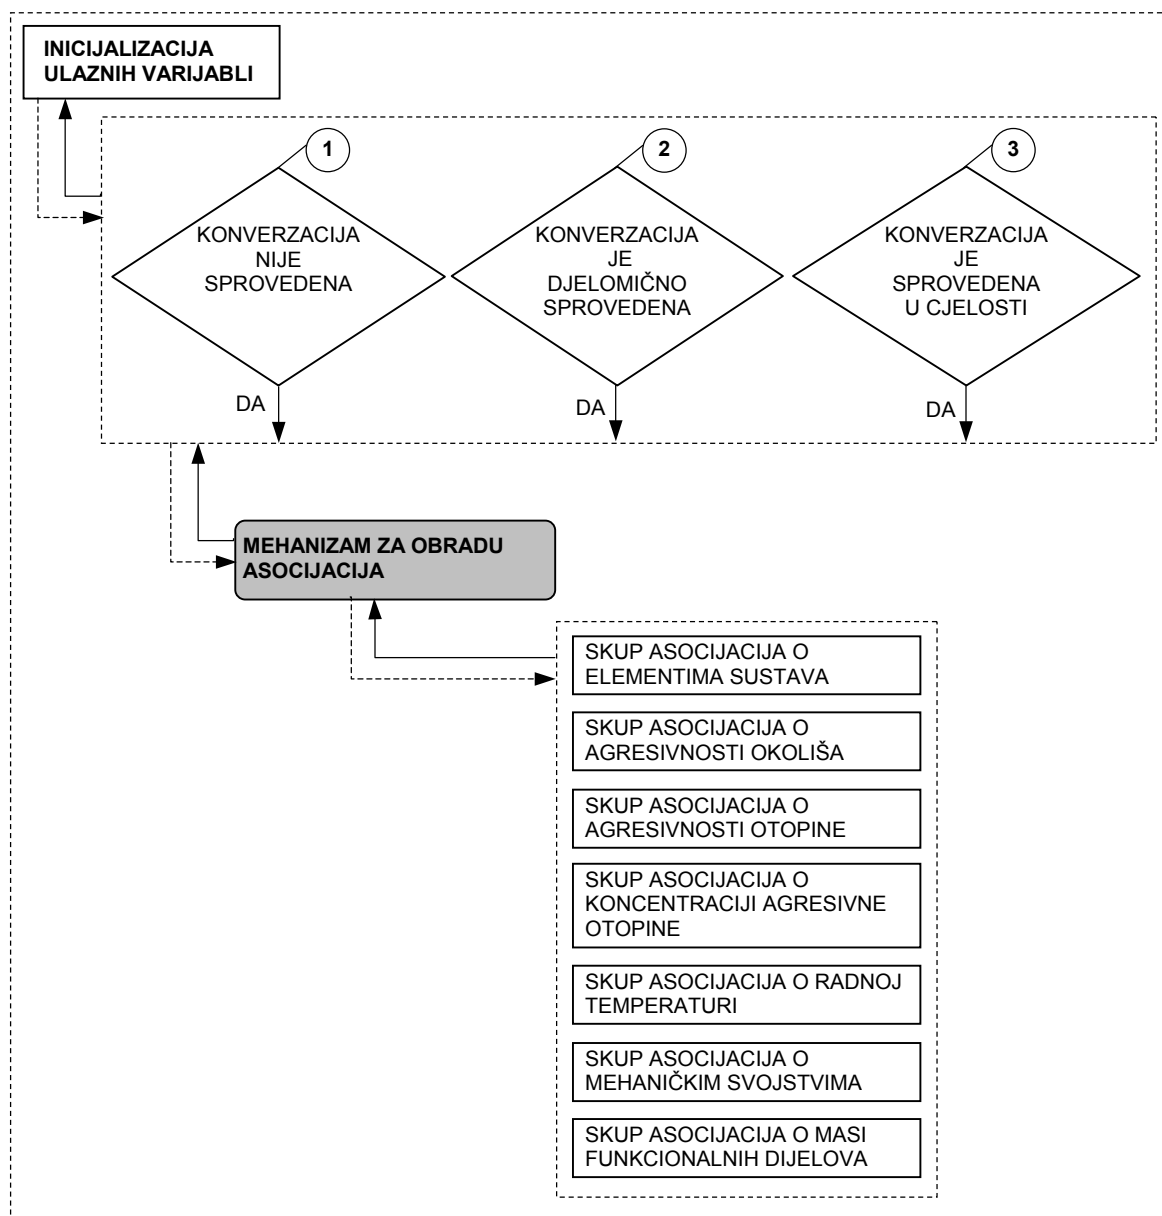 INICIJALIZACIJA
ULAZNIH VARIJABLI
1
2
3
KONVERZACIJA
NIJE
SPROVEDENA
KONVERZACIJA
JE
DJELOMIČNO
SPROVEDENA
KONVERZACIJA
JE
SPROVEDENA
U CJELOSTI
DA
DA
DA
MEHANIZAM ZA OBRADU
ASOCIJACIJA
SKUP ASOCIJACIJA O
ELEMENTIMA SUSTAVA
SKUP ASOCIJACIJA O
AGRESIVNOSTI OKOLIŠA
SKUP ASOCIJACIJA O
AGRESIVNOSTI OTOPINE
SKUP ASOCIJACIJA O
KONCENTRACIJI AGRESIVNE
OTOPINE
SKUP ASOCIJACIJA O RADNOJ
TEMPERATURI
SKUP ASOCIJACIJA O
MEHANIČKIM SVOJSTVIMA
SKUP ASOCIJACIJA O MASI
FUNKCIONALNIH DIJELOVA